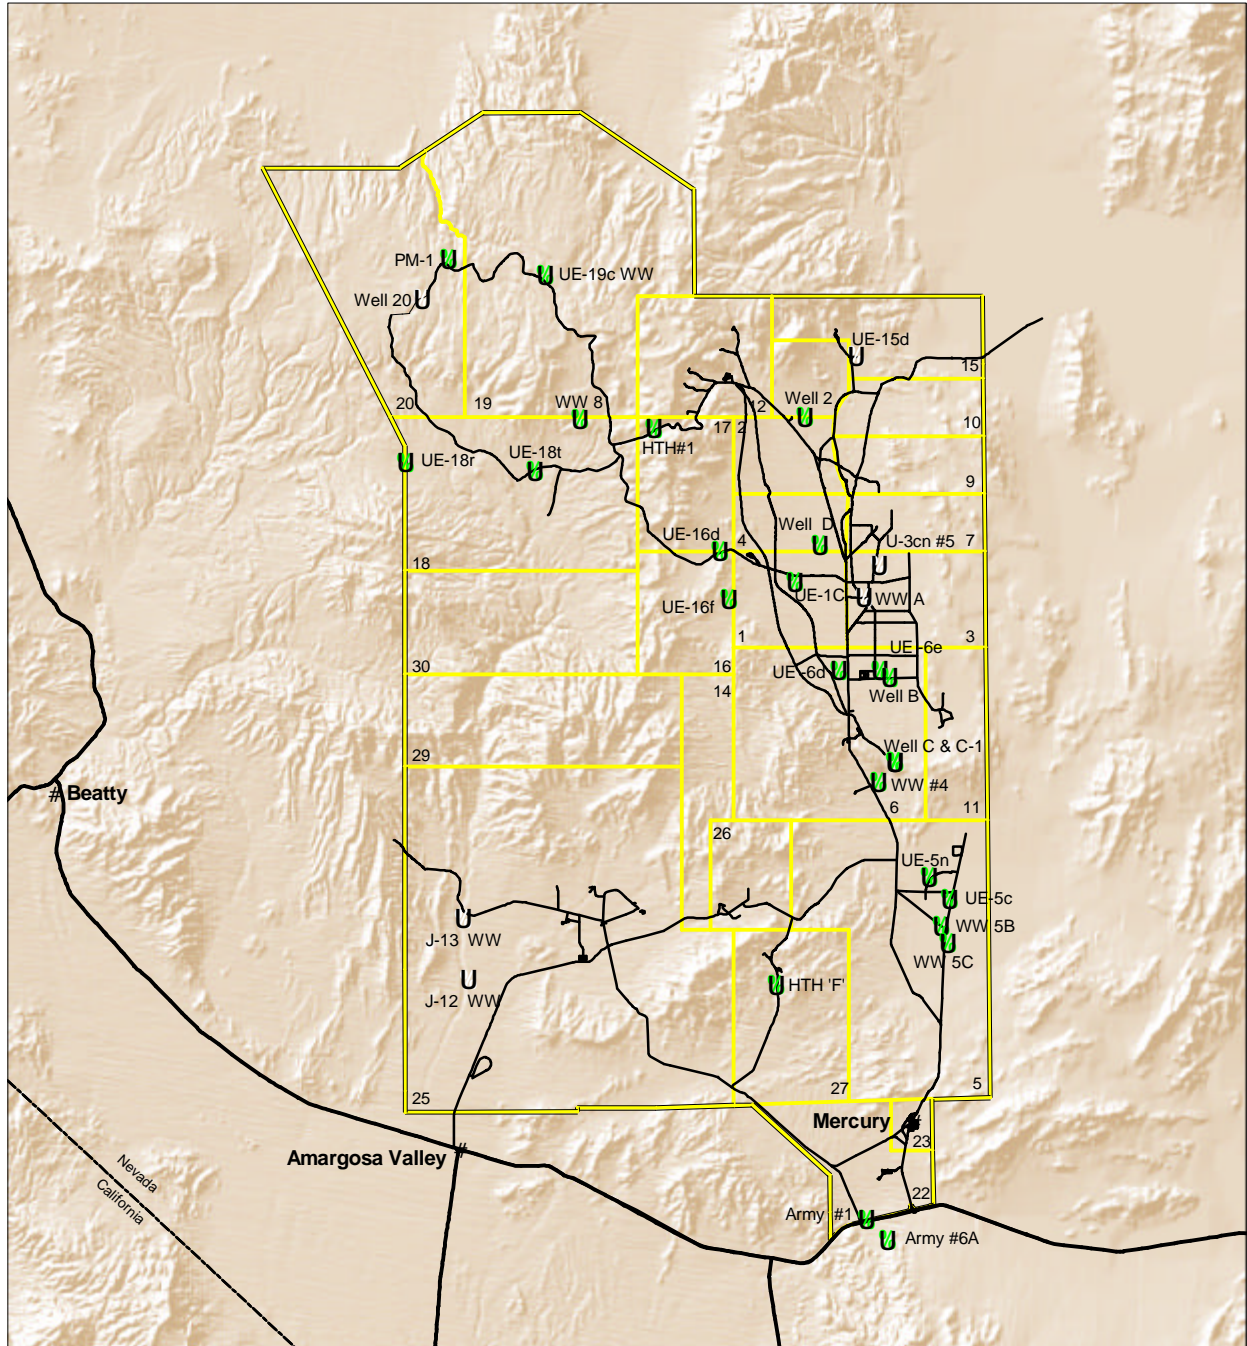 PM-1
UE-19c WW
Well 20
UE-15d
15
20
19
WW 8
12
Well 2
10
17
2
HTH#1
UE-18r
UE-18t
9
Well D
UE-16d
4
U-3cn #5
7
18
UE-1C
WW A
UE-16f
1
3
UE-6e
30
16
UE-6d
14
Well B
Well C & C-1
29
WW #4
Beatty
6
11
26
UE-5n
UE-5c
WW 5B
J-13 WW
WW 5C
HTH 'F'
J-12 WW
27
5
25
Mercury
23
Amargosa Valley
Nevada
California
22
Army #1
Army #6A